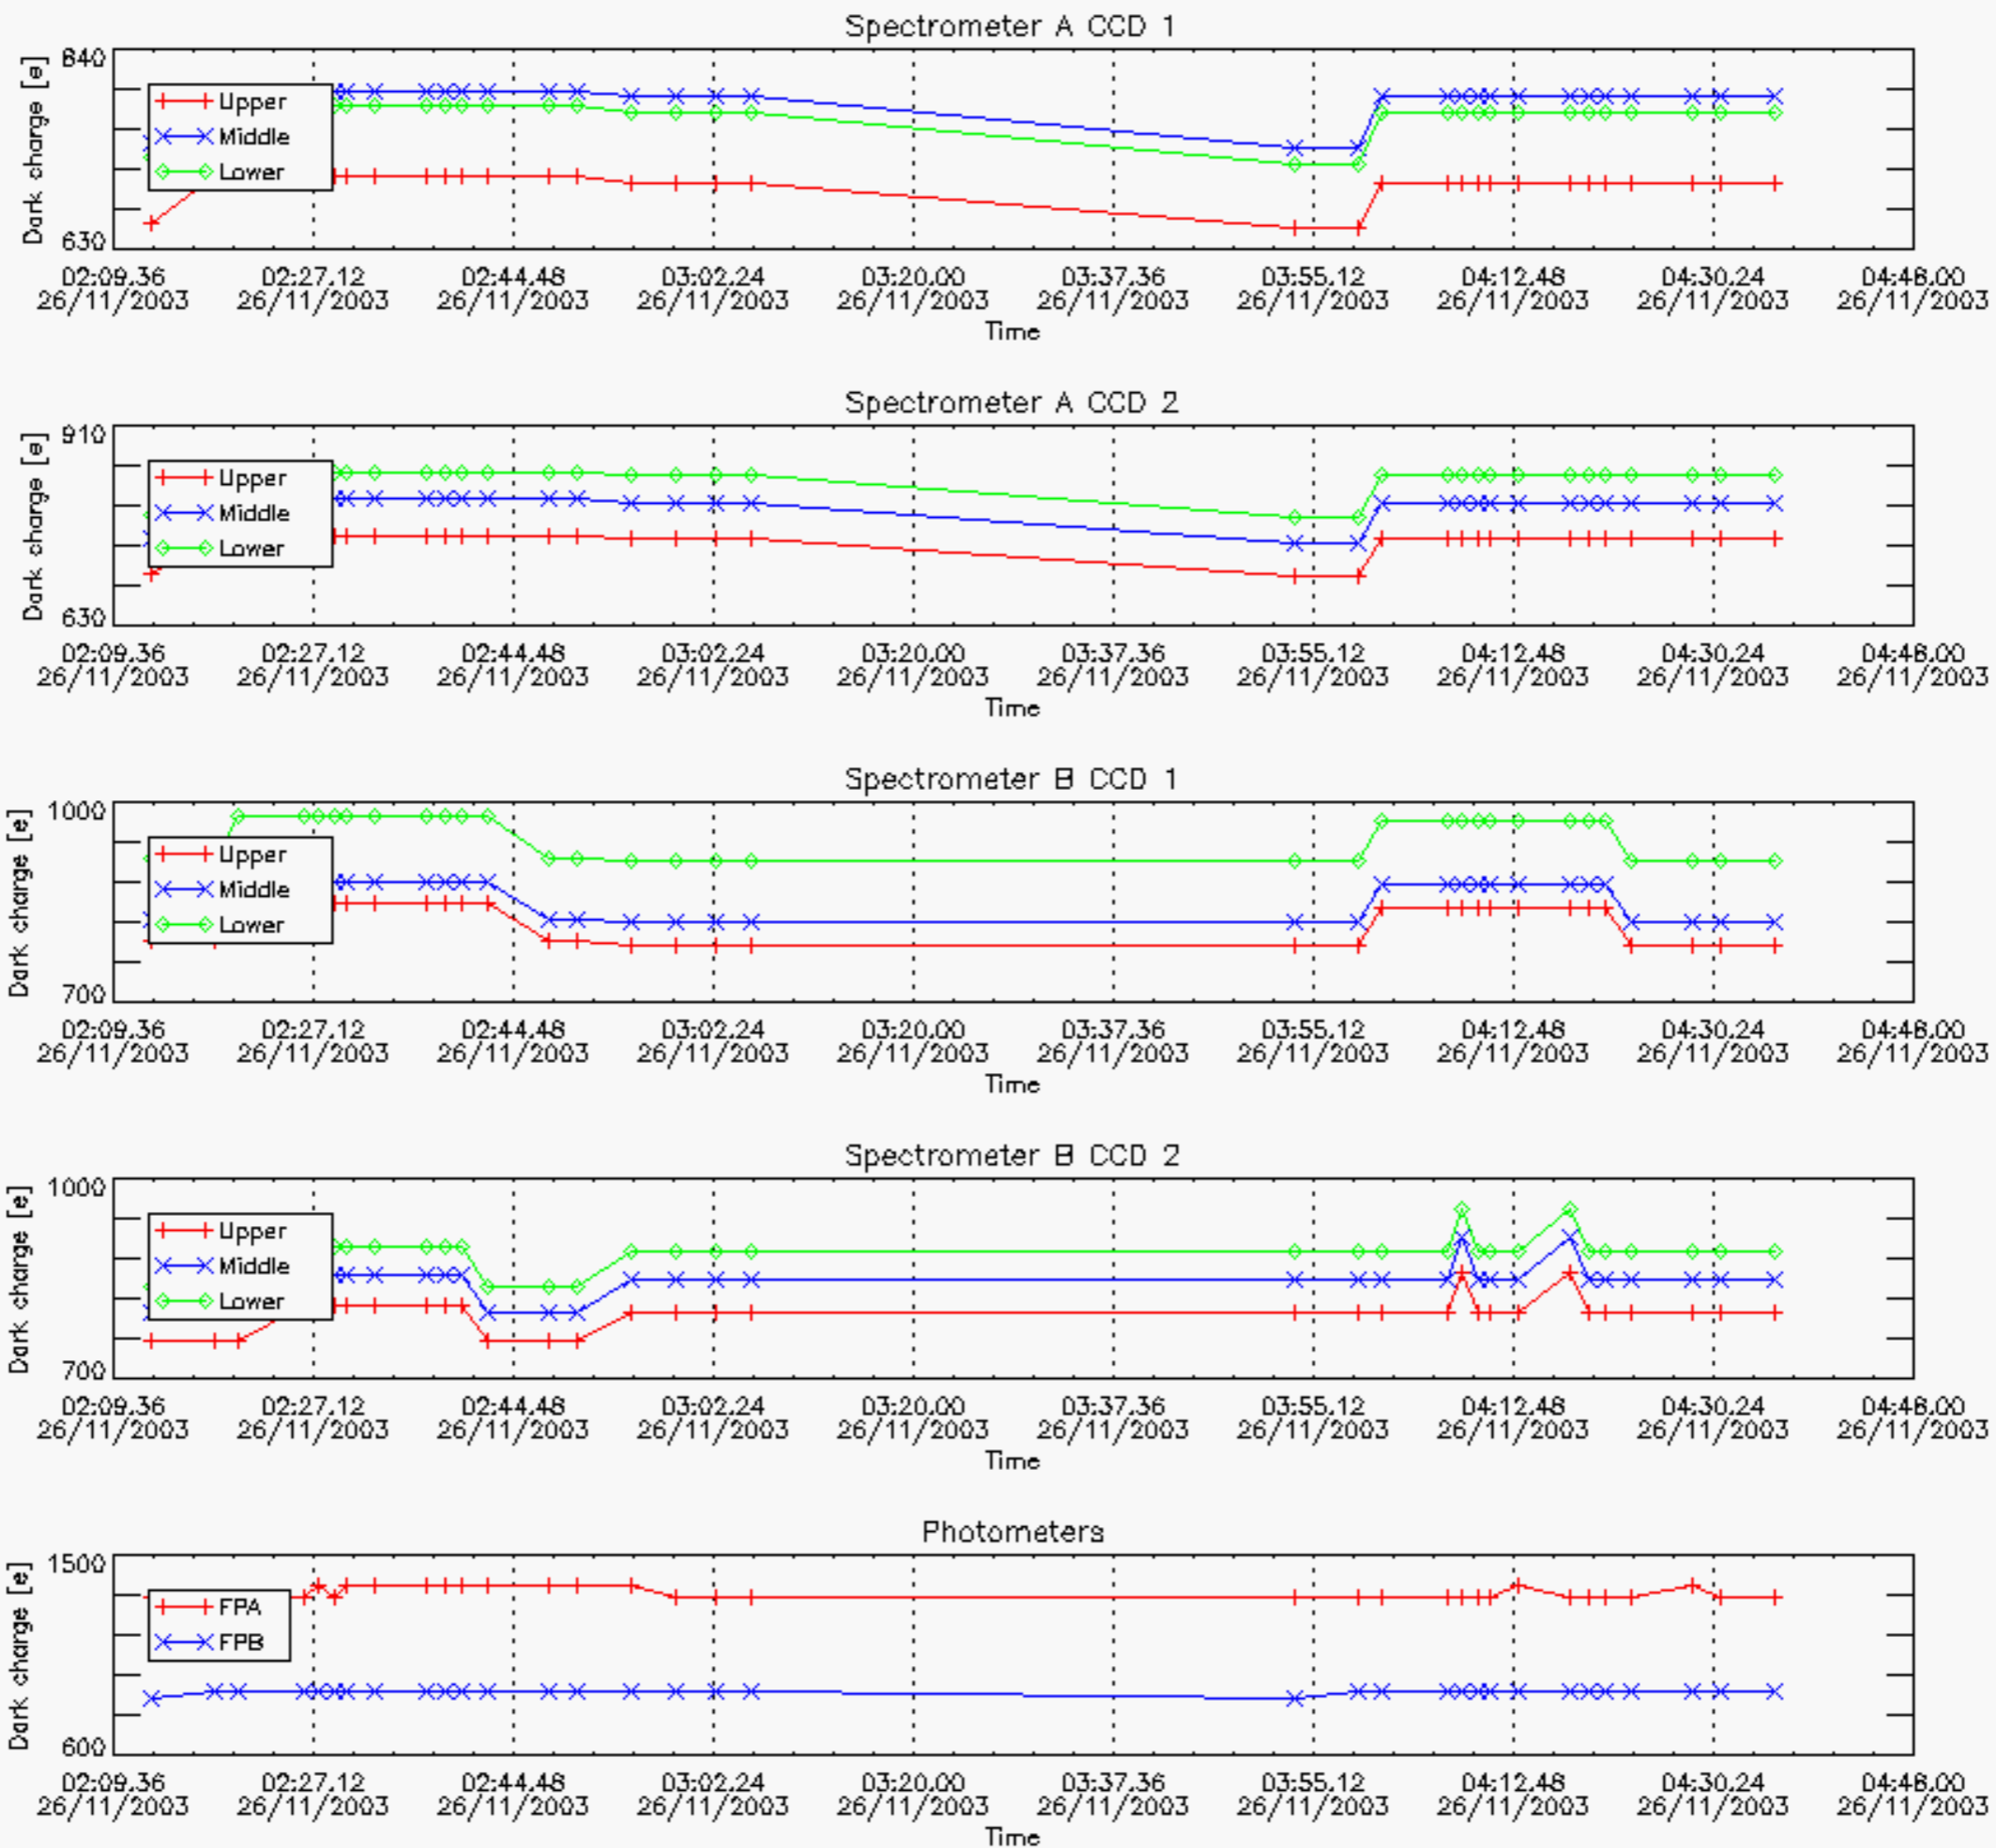 Spectrometer A CCD 1
Dark charge [e]
840
630
Upper
Middle
Lower
02:09.36 02:27.12 02:44.48 03:02.24 03:20.00 03:37.36 03:55.12 04:12.48 04:30.24 04:48.00
26/11/2003 26/11/2003 26/11/2003 26/11/2003 26/11/2003 26/11/2003 26/11/2003 26/11/2003 26/11/2003 26/11/2003
Time
Spectrometer A CCD 2
Dark charge [e]
910
630
Upper
Middle
Lower
02:09.36 02:27.12 02:44.48 03:02.24 03:20.00 03:37.36 03:55.12 04:12.48 04:30.24 04:48.00
26/11/2003 26/11/2003 26/11/2003 26/11/2003 26/11/2003 26/11/2003 26/11/2003 26/11/2003 26/11/2003 26/11/2003
Time
Spectrometer B CCD 1
Dark charge [e]
1000
700
Upper
Middle
Lower
02:09.36 02:27.12 02:44.48 03:02.24 03:20.00 03:37.36 03:55.12 04:12.48 04:30.24 04:48.00
26/11/2003 26/11/2003 26/11/2003 26/11/2003 26/11/2003 26/11/2003 26/11/2003 26/11/2003 26/11/2003 26/11/2003
Time
Spectrometer B CCD 2
Dark charge [e]
1000
700
Upper
Middle
Lower
02:09.36 02:27.12 02:44.48 03:02.24 03:20.00 03:37.36 03:55.12 04:12.48 04:30.24 04:48.00
26/11/2003 26/11/2003 26/11/2003 26/11/2003 26/11/2003 26/11/2003 26/11/2003 26/11/2003 26/11/2003 26/11/2003
Time
Photometers
Dark charge [e]
1500
600
FPA
FPB
02:09.36 02:27.12 02:44.48 03:02.24 03:20.00 03:37.36 03:55.12 04:12.48 04:30.24 04:48.00
26/11/2003 26/11/2003 26/11/2003 26/11/2003 26/11/2003 26/11/2003 26/11/2003 26/11/2003 26/11/2003 26/11/2003
Time